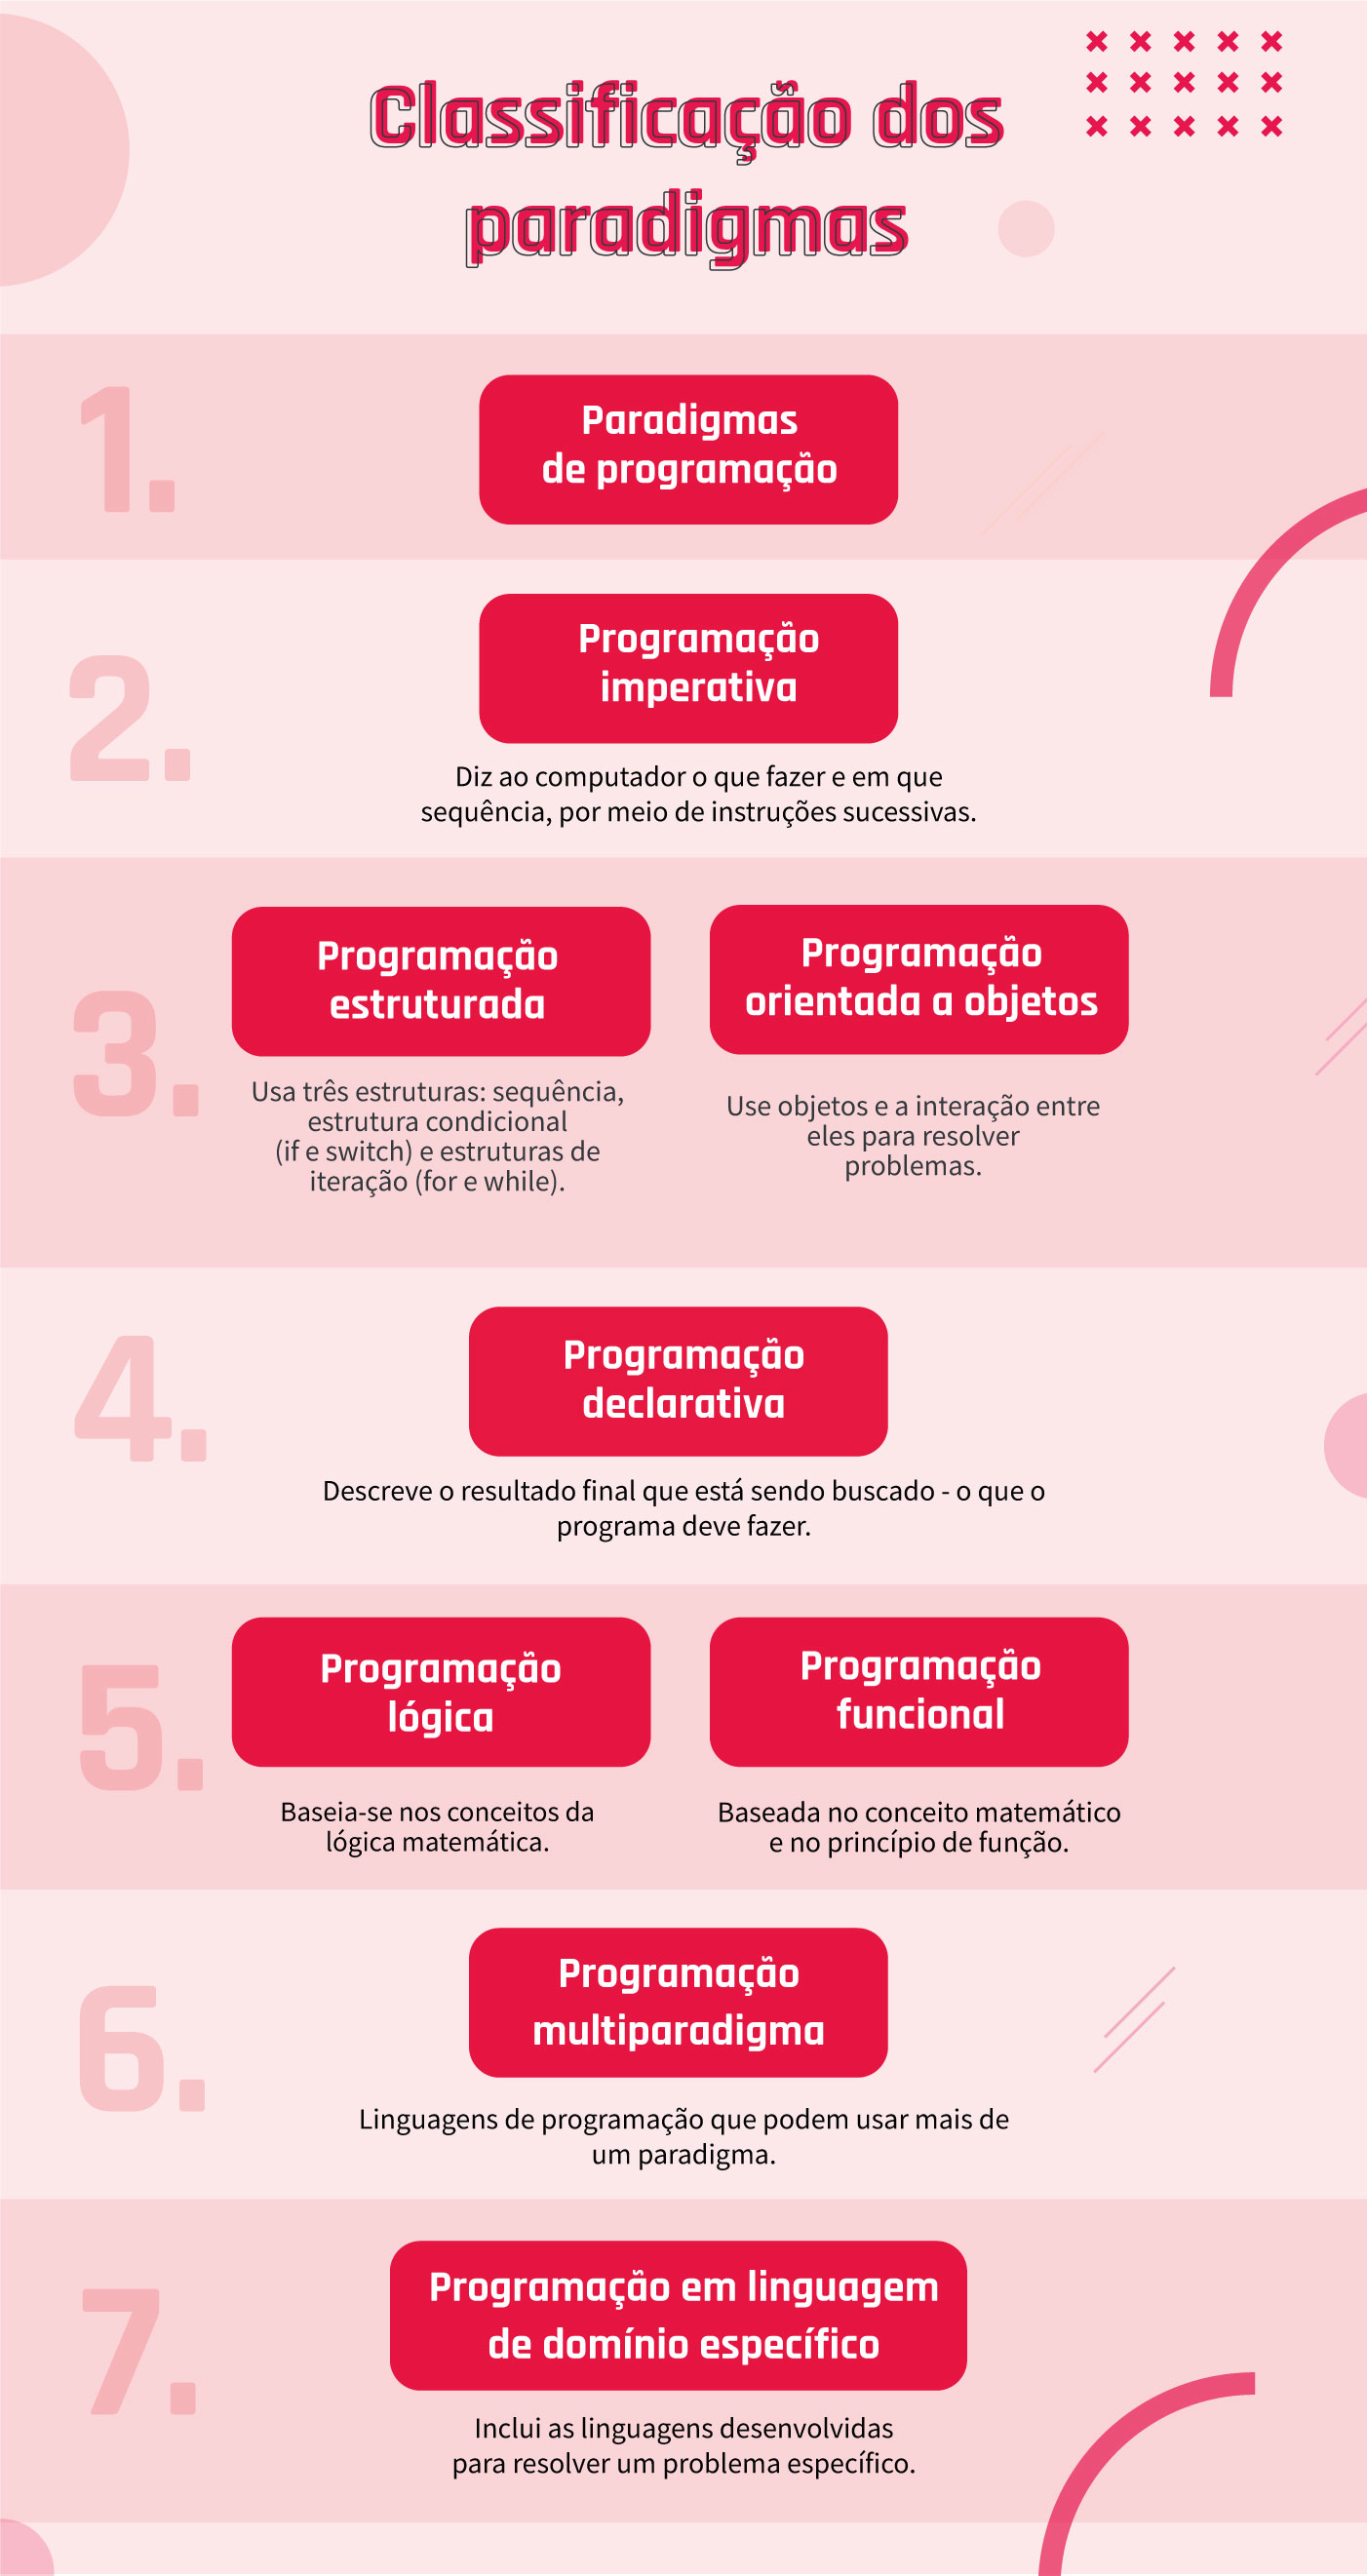 Classificação dos
paradigmas
1.
Paradigmas
de programação
2.
Programação
imperativa
Diz ao computador o que fazer e em que
sequência, por meio de instruções sucessivas.
3.
Programação
estruturada
Usa três estruturas: sequência,
estrutura condicional
(if e switch) e estruturas de
iteração (for e while).
Programação
orientada a objetos
Use objetos e a interação entre
eles para resolver
problemas.
4.
Programação
declarativa
Descreve o resultado final que está sendo buscado - o que o
programa deve fazer.
5.
Programação
lógica
Baseia-se nos conceitos da
lógica matemática.
Programação
funcional
Baseada no conceito matemático
e no princípio de função.
6.
Programação
multiparadigma
Linguagens de programação que podem usar mais de
um paradigma.
7.
Programação em linguagem
de domínio específico
Inclui as linguagens desenvolvidas
para resolver um problema específico.